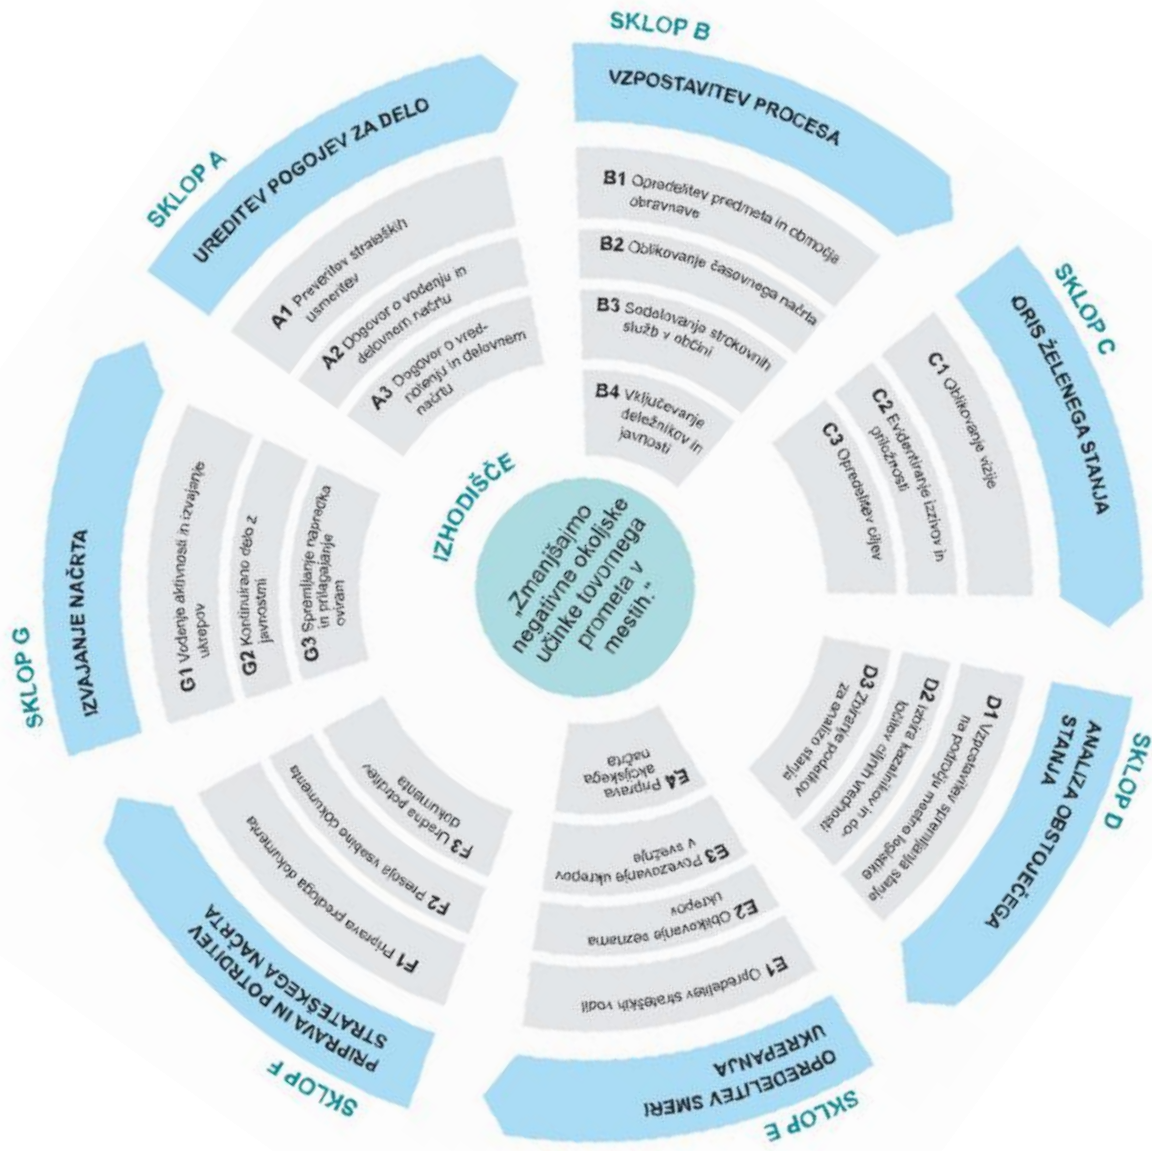 SKLOP A
UREDITEV POGOJEV ZA DELO
A1 Preveritev strateških
usmeritev
A2 Dogovor o vodenju in
delovnem načrtu
A3 Dogovor o vred-
notenju in delovnem
načrtu
SKLOP B
VZPOSTAVITEV PROCESA
B1 Opredelitev predmeta in območja
obravnave
B2 Oblikovanje časovnega načrta
B3 Sodelovanje strokovnih
služb v občini
B4 Vključevanje
deležnikov in
javnosti
SKLOP C
ORIS ŽELENEGA STANJA
C1 Oblikovanje vizije
C2 Evidentiranje izzivov in
priložnosti
C3 Opredelitev ciljev
SKLOP D
ANALIZA OBSTOJEČEGA
STANJA
D1 Vzpostavitev spremljanja stanja
na področju mestne logistike
D2 Izbira kazalnikov in do-
ločitev ciljnih vrednosti
D3 Zbiranje podatkov
za analizo stanja
SKLOP E
OPREDELITEV SMERI
UKREPANJA
E1 Opredelitev strateških vodil
E2 Oblikovanje seznama
ukrepov
E3 Povezovanje ukrepov
v svežnje
E4 Priprava
akcijskega
načrta
SKLOP F
PRIPRAVA IN POTRDITEV
STRATEŠKEGA NAČRTA
F1 Priprava predloga dokumenta
F2 Presoja vsebine dokumenta
F3 Uradna potrditev
dokumenta
SKLOP G
IZVAJANJE NAČRTA
G1 Vodenje aktivnosti in izvajanje
ukrepov
G2 Kontinuirano delo z
javnostmi
G3 Spremljanje napredka
in prilagajanje
oviram
IZHODIŠČE
„Zmanjšajmo
negativne okoljske
učinke tovornega
prometa v
mestih.“